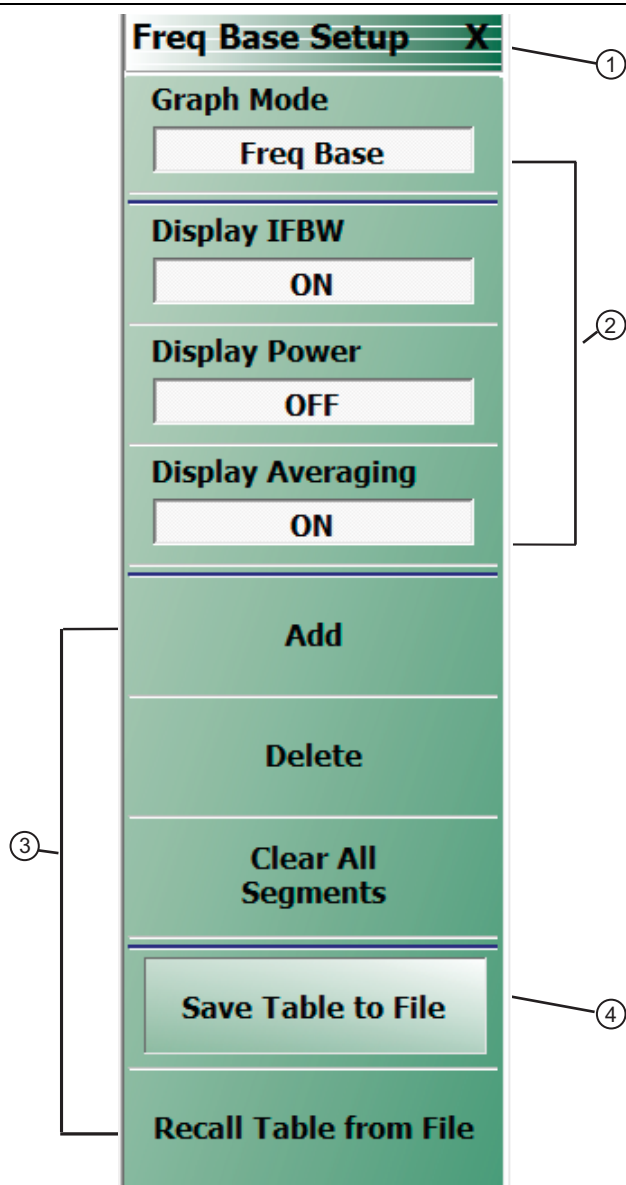 Freq Base Setup X
1
Graph Mode
Freq Base
Display IFBW
ON
2
Display Power
OFF
Display Averaging
ON
Add
Delete
3
Clear All
Segments
Save Table to File
4
Recall Table from File